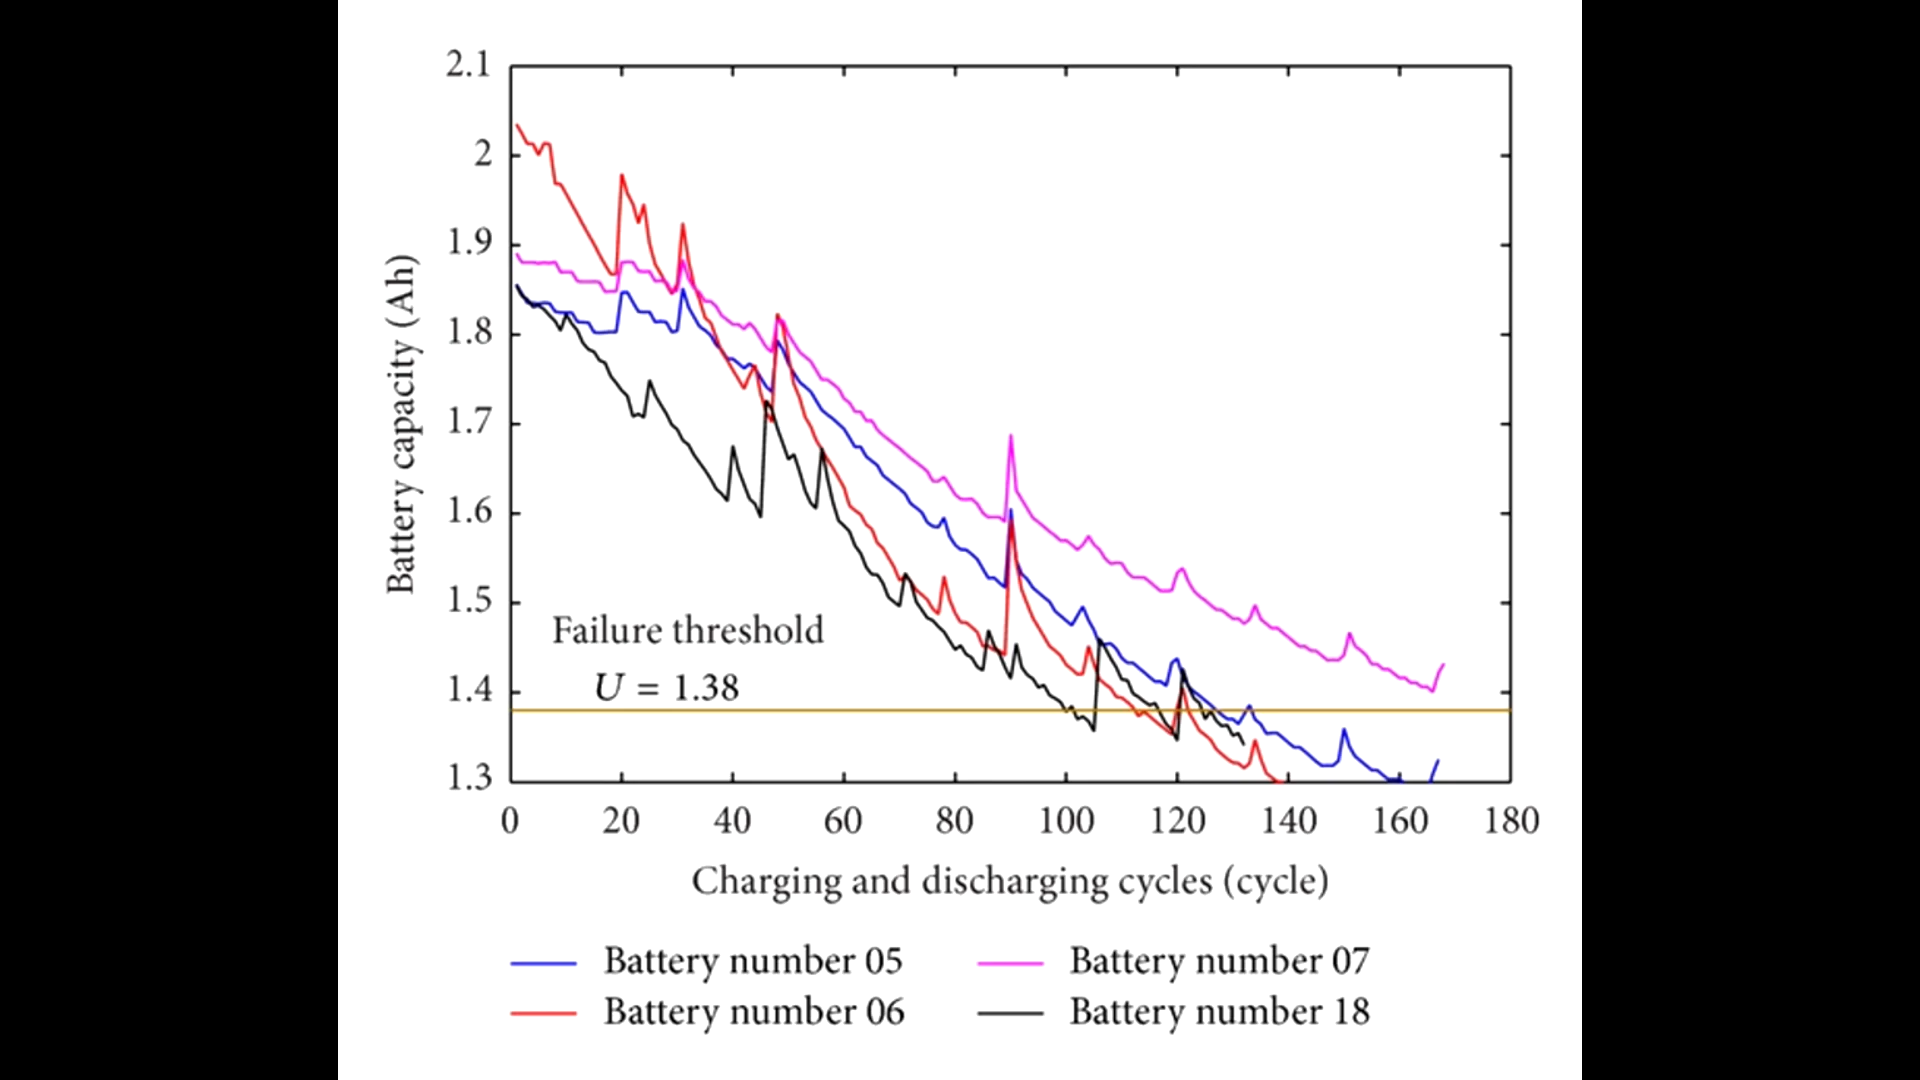 2.1
2
1.9
1.8
1.7
1.6
1.5
1.4
1.3
Battery capacity (Ah)
Failure threshold
U = 1.38
0 20 40 60 80 100 120 140 160 180
Charging and discharging cycles (cycle)
Battery number 05 Battery number 07
Battery number 06 Battery number 18